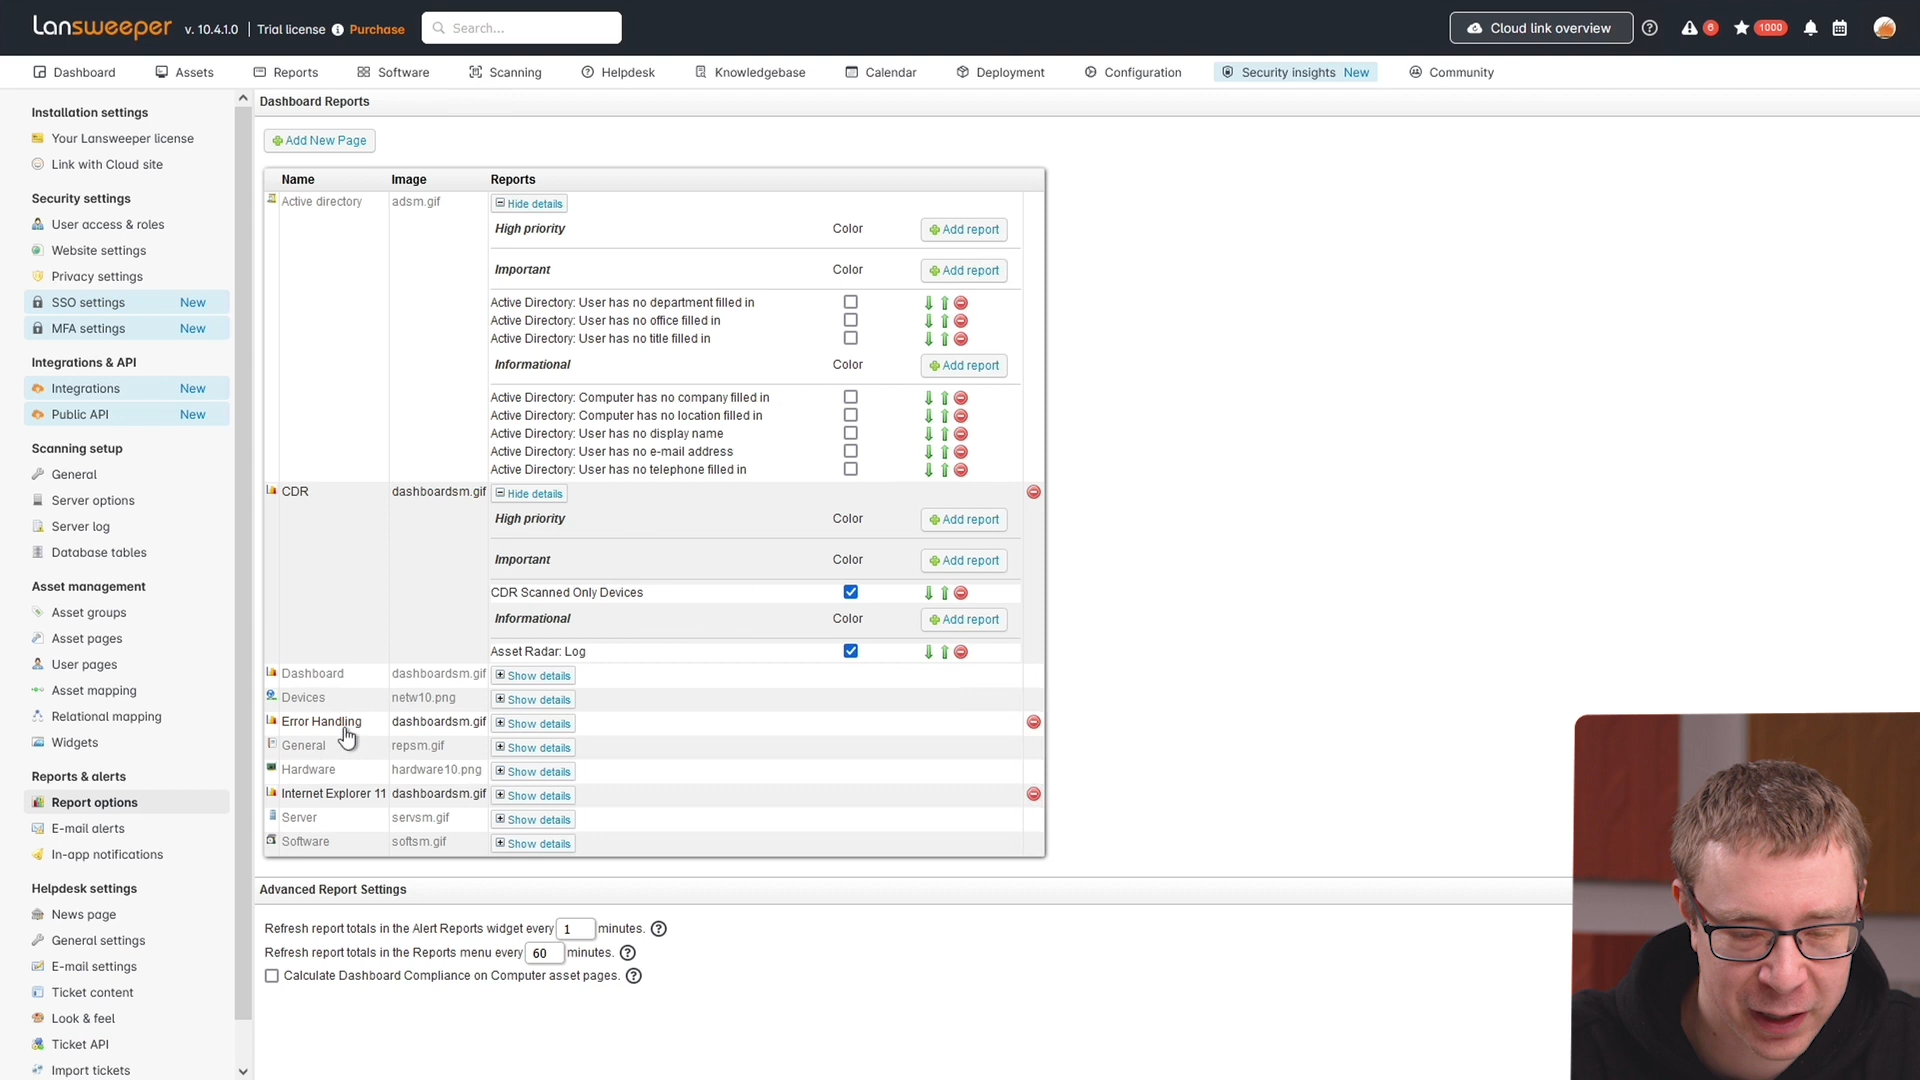 Lansweeper v. 10.4.1.0 Trial license Purchase Search... Cloud link overview 6 1000
Dashboard Assets Reports Software Scanning Helpdesk Knowledgebase Calendar Deployment Configuration Security insights New Community
Installation settings
Your Lansweeper license
Link with Cloud site
Security settings
User access & roles
Website settings
Privacy settings
SSO settings New
MFA settings New
Integrations & API
Integrations New
Public API New
Scanning setup
General
Server options
Server log
Database tables
Asset management
Asset groups
Asset pages
User pages
Asset mapping
Relational mapping
Widgets
Reports & alerts
Report options
E-mail alerts
In-app notifications
Helpdesk settings
News page
General settings
E-mail settings
Ticket content
Look & feel
Ticket API
Import tickets
Dashboard Reports
Add New Page
Name Image Reports
Active directory adsm.gif Hide details
High priority Color Add report
Important Color Add report
Active Directory: User has no department filled in
Active Directory: User has no office filled in
Active Directory: User has no title filled in
Informational Color Add report
Active Directory: Computer has no company filled in
Active Directory: Computer has no location filled in
Active Directory: User has no display name
Active Directory: User has no e-mail address
Active Directory: User has no telephone filled in
CDR dashboardsm.gif Hide details
High priority Color Add report
Important Color Add report
CDR Scanned Only Devices
Informational Color Add report
Asset Radar: Log
Dashboard dashboardsm.gif Show details
Devices netw10.png Show details
Error Handling dashboardsm.gif Show details
General repsm.gif Show details
Hardware hardware10.png Show details
Internet Explorer 11 dashboardsm.gif Show details
Server servsm.gif Show details
Software softsm.gif Show details
Advanced Report Settings
Refresh report totals in the Alert Reports widget every 1 minutes.
Refresh report totals in the Reports menu every 60 minutes.
Calculate Dashboard Compliance on Computer asset pages.